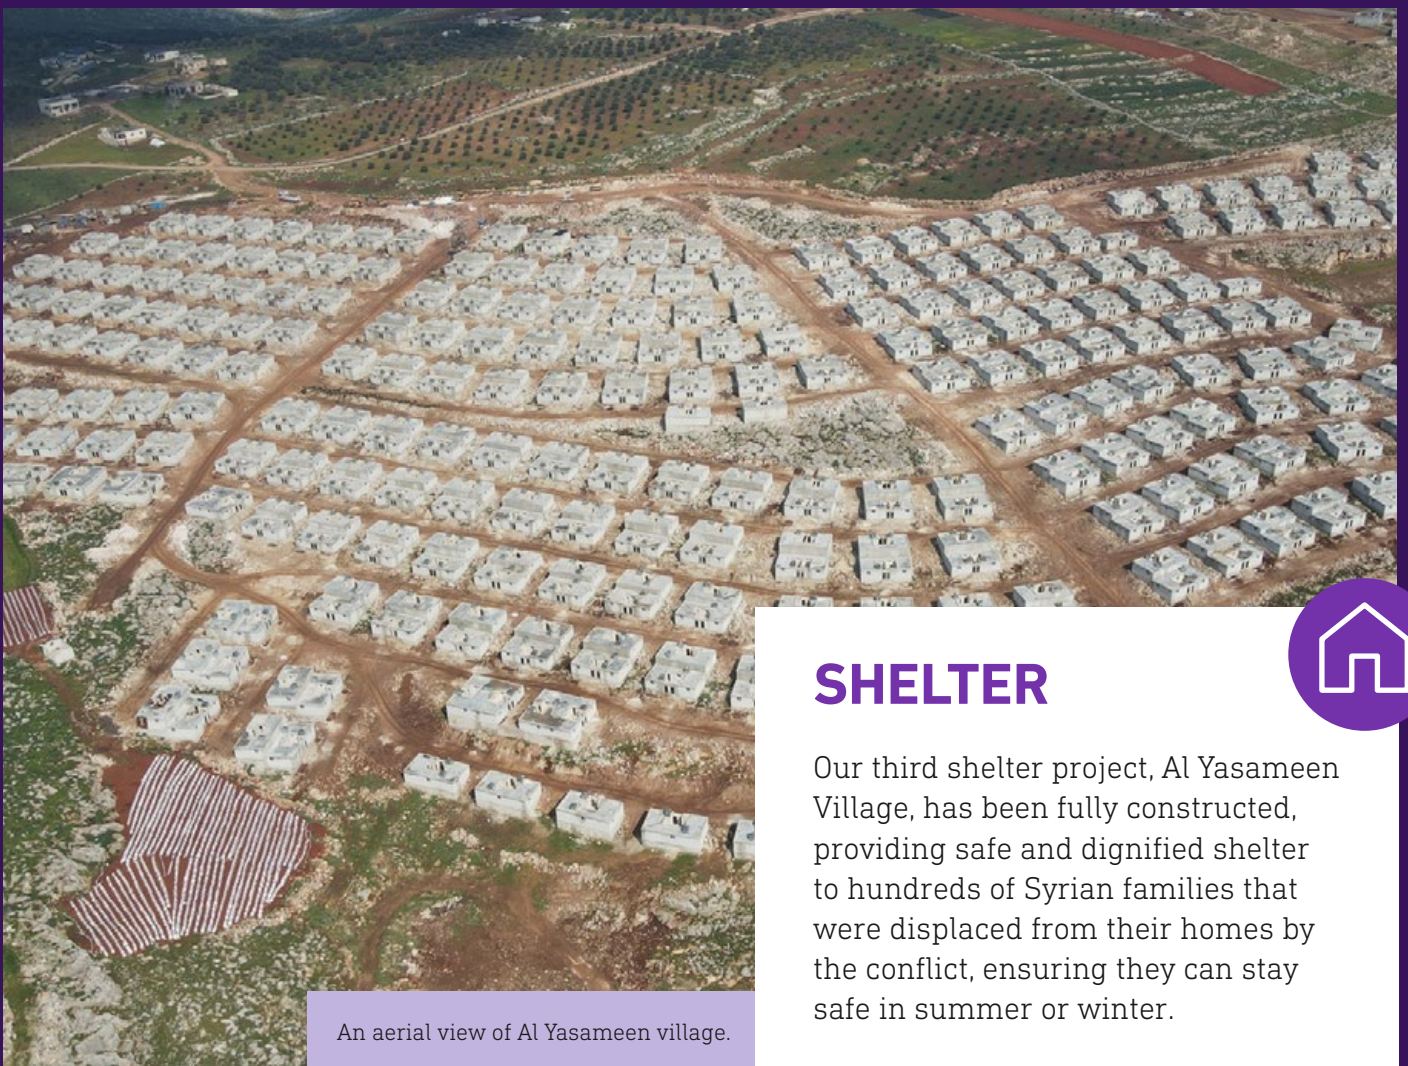 SHELTER
Our third shelter project, Al Yasameen
Village, has been fully constructed,
providing safe and dignified shelter
to hundreds of Syrian families that
were displaced from their homes by
the conflict, ensuring they can stay
safe in summer or winter.
An aerial view of Al Yasameen village.